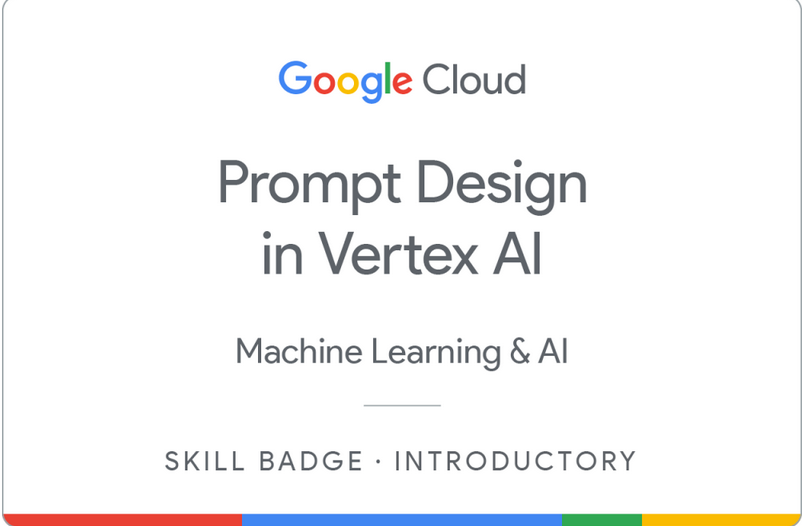 Google Cloud
Prompt Design
in Vertex AI
Machine Learning & AI
SKILL BADGE · INTRODUCTORY